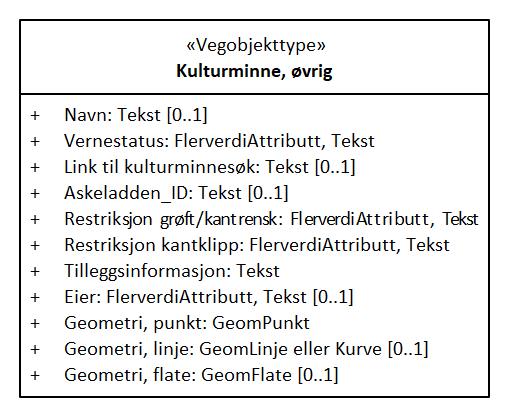 «Vegobjekttype»
Kulturminne, øvrig
+ Navn: Tekst [0..1]
+ Vernestatus: FlerverdiAttributt, Tekst
+ Link til kulturminnesøk: Tekst [0..1]
+ Askeladden_ID: Tekst [0..1]
+ Restriksjon grøft/kantrensk: FlerverdiAttributt, Tekst
+ Restriksjon kantklipp: FlerverdiAttributt, Tekst
+ Tilleggsinformasjon: Tekst
+ Eier: FlerverdiAttributt, Tekst [0..1]
+ Geometri, punkt: GeomPunkt
+ Geometri, linje: GeomLinje eller Kurve [0..1]
+ Geometri, flate: GeomFlate [0..1]